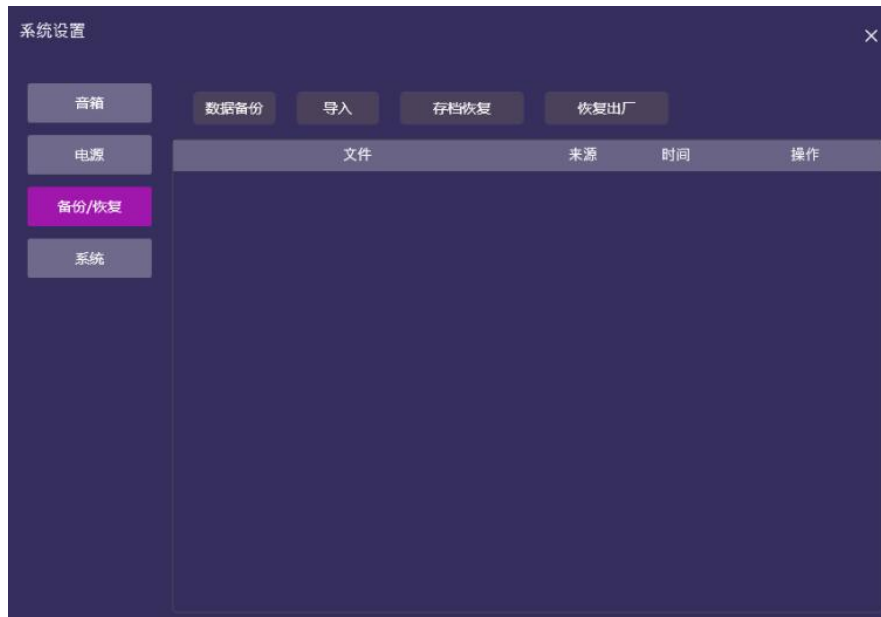 系统设置
×
音箱
电源
备份/恢复
系统
数据备份 导入 存档恢复 恢复出厂
文件 来源 时间 操作